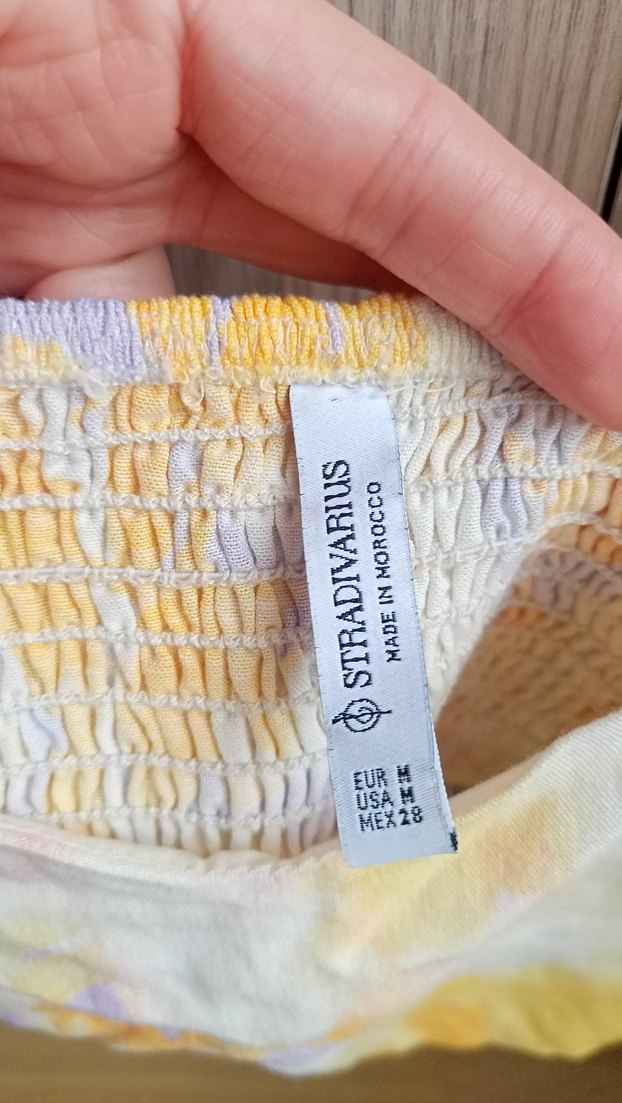 STRADIVARIUS
MADE IN MOROCCO
EUR M
USA M
MEX 28